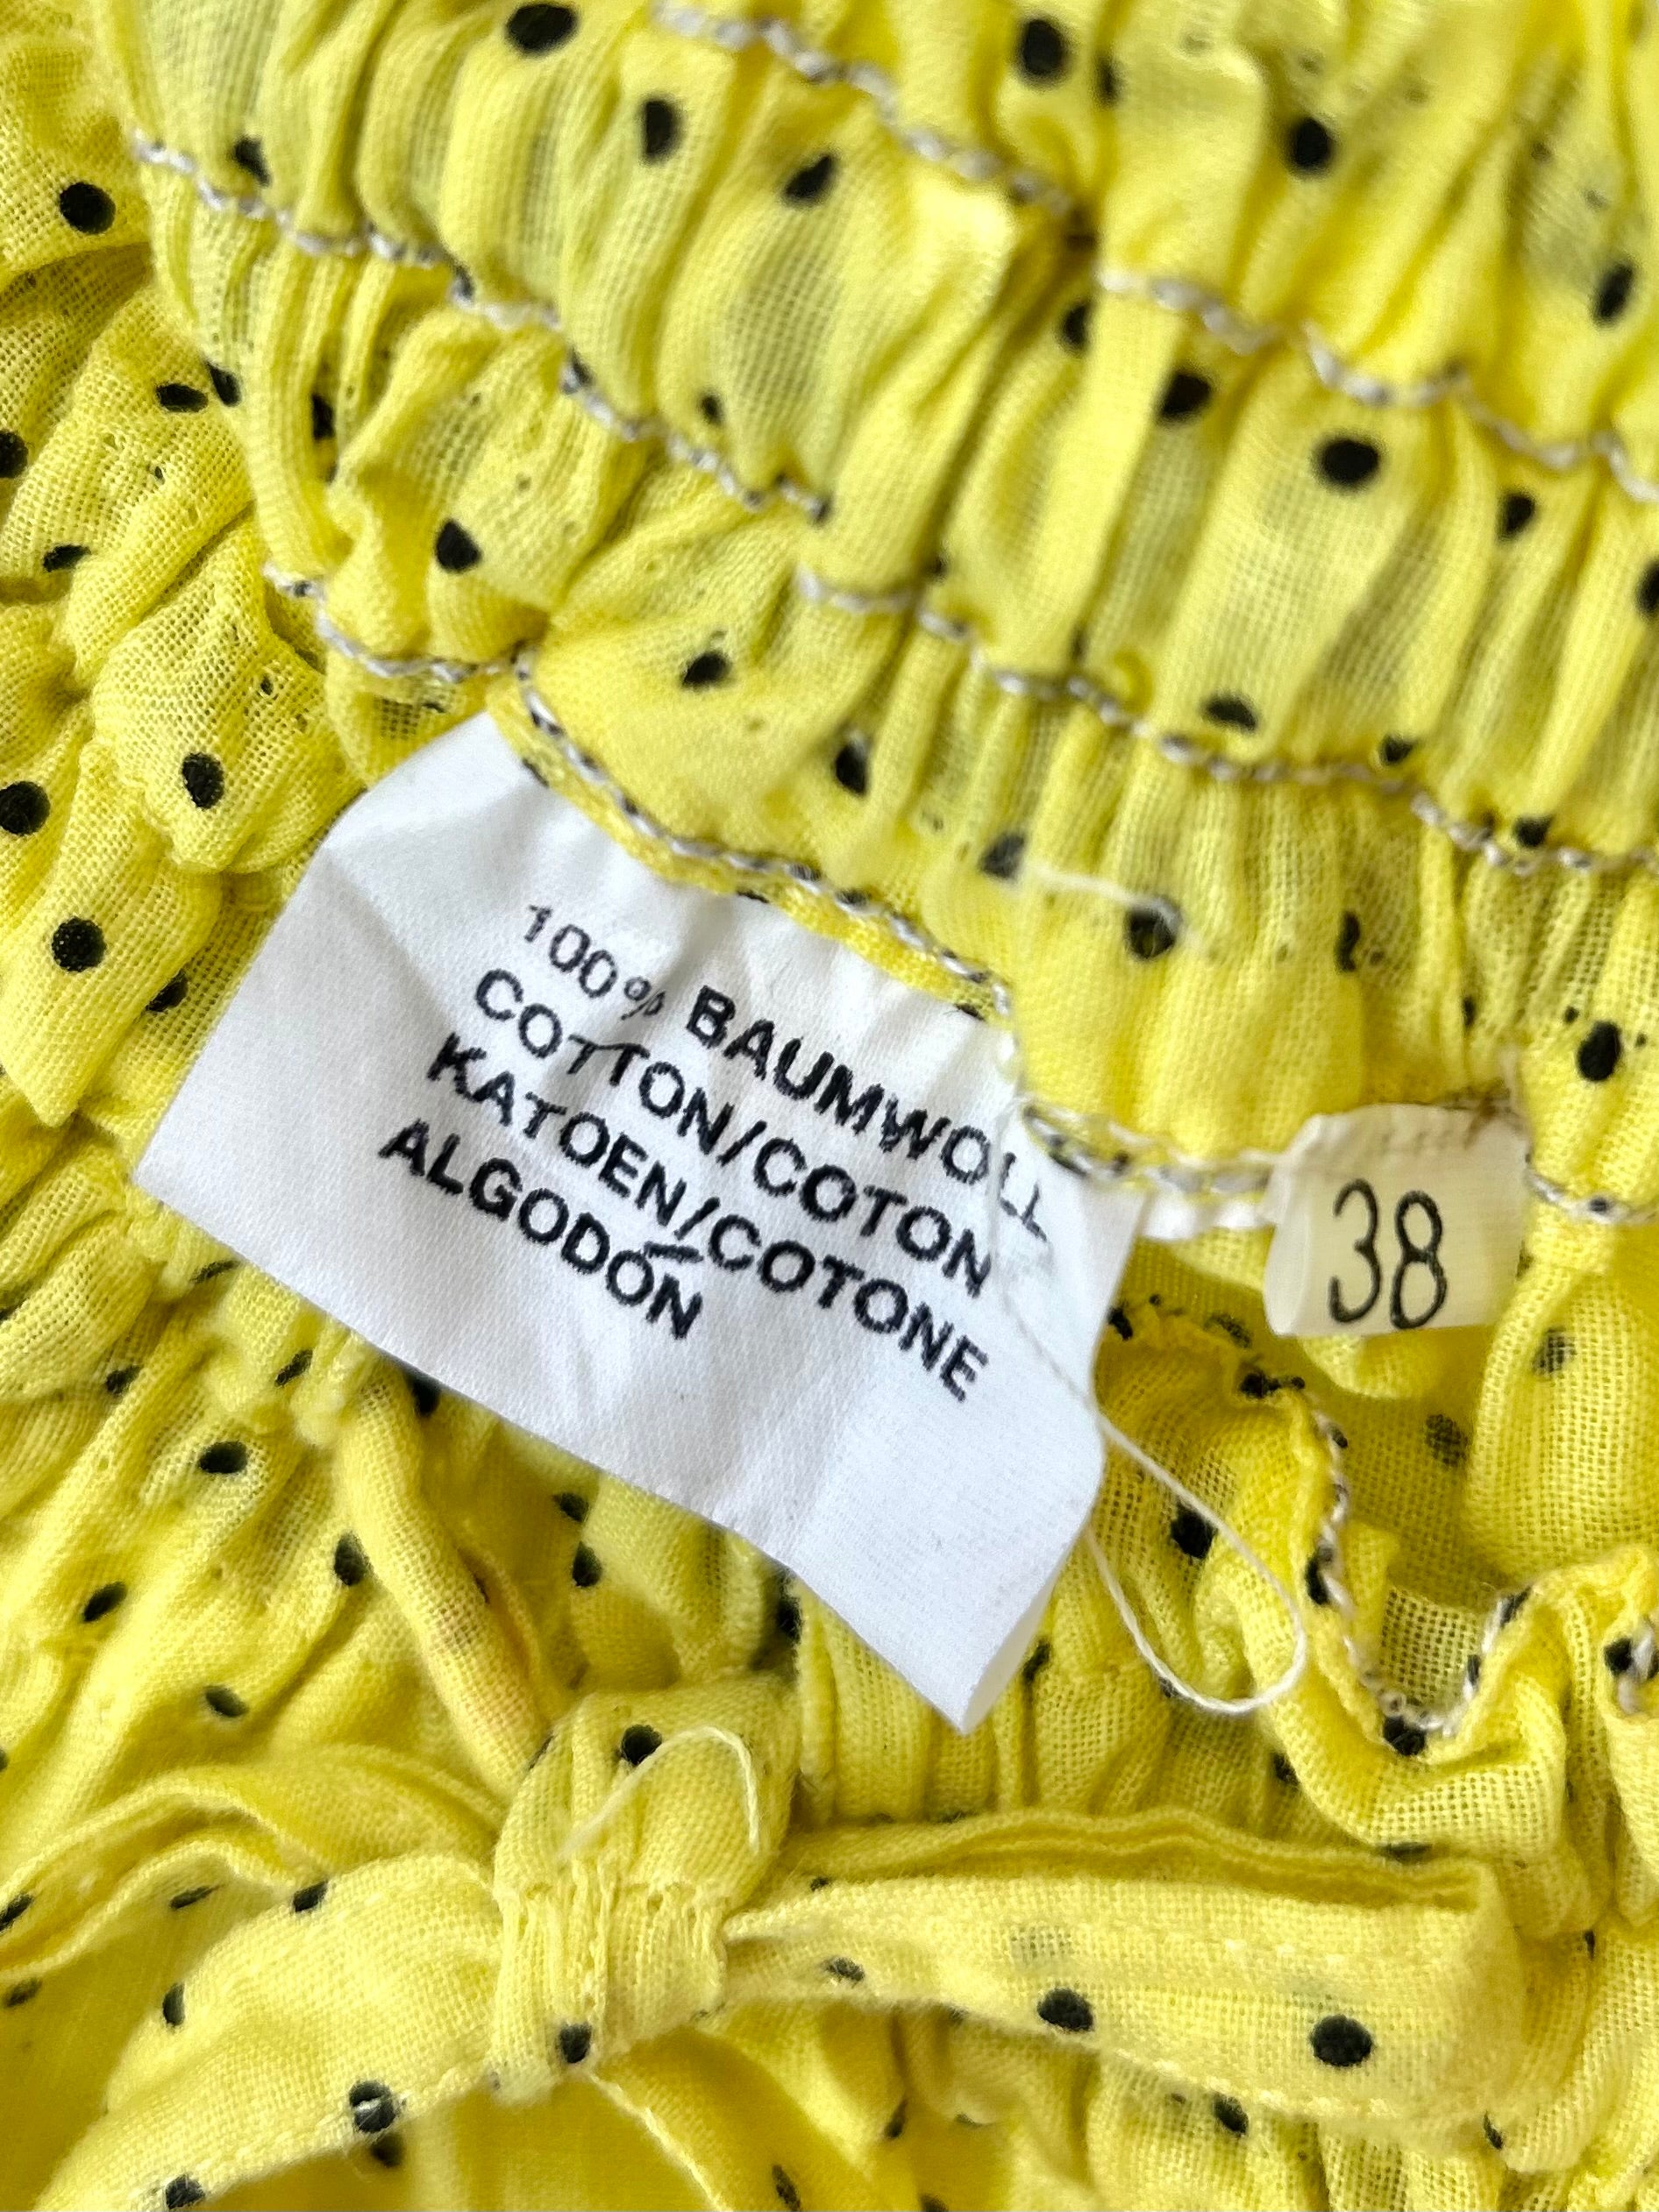 100% BAUMWOLL
COTTON/COTON
KATOEN/COTONE
ALGODÓN
38